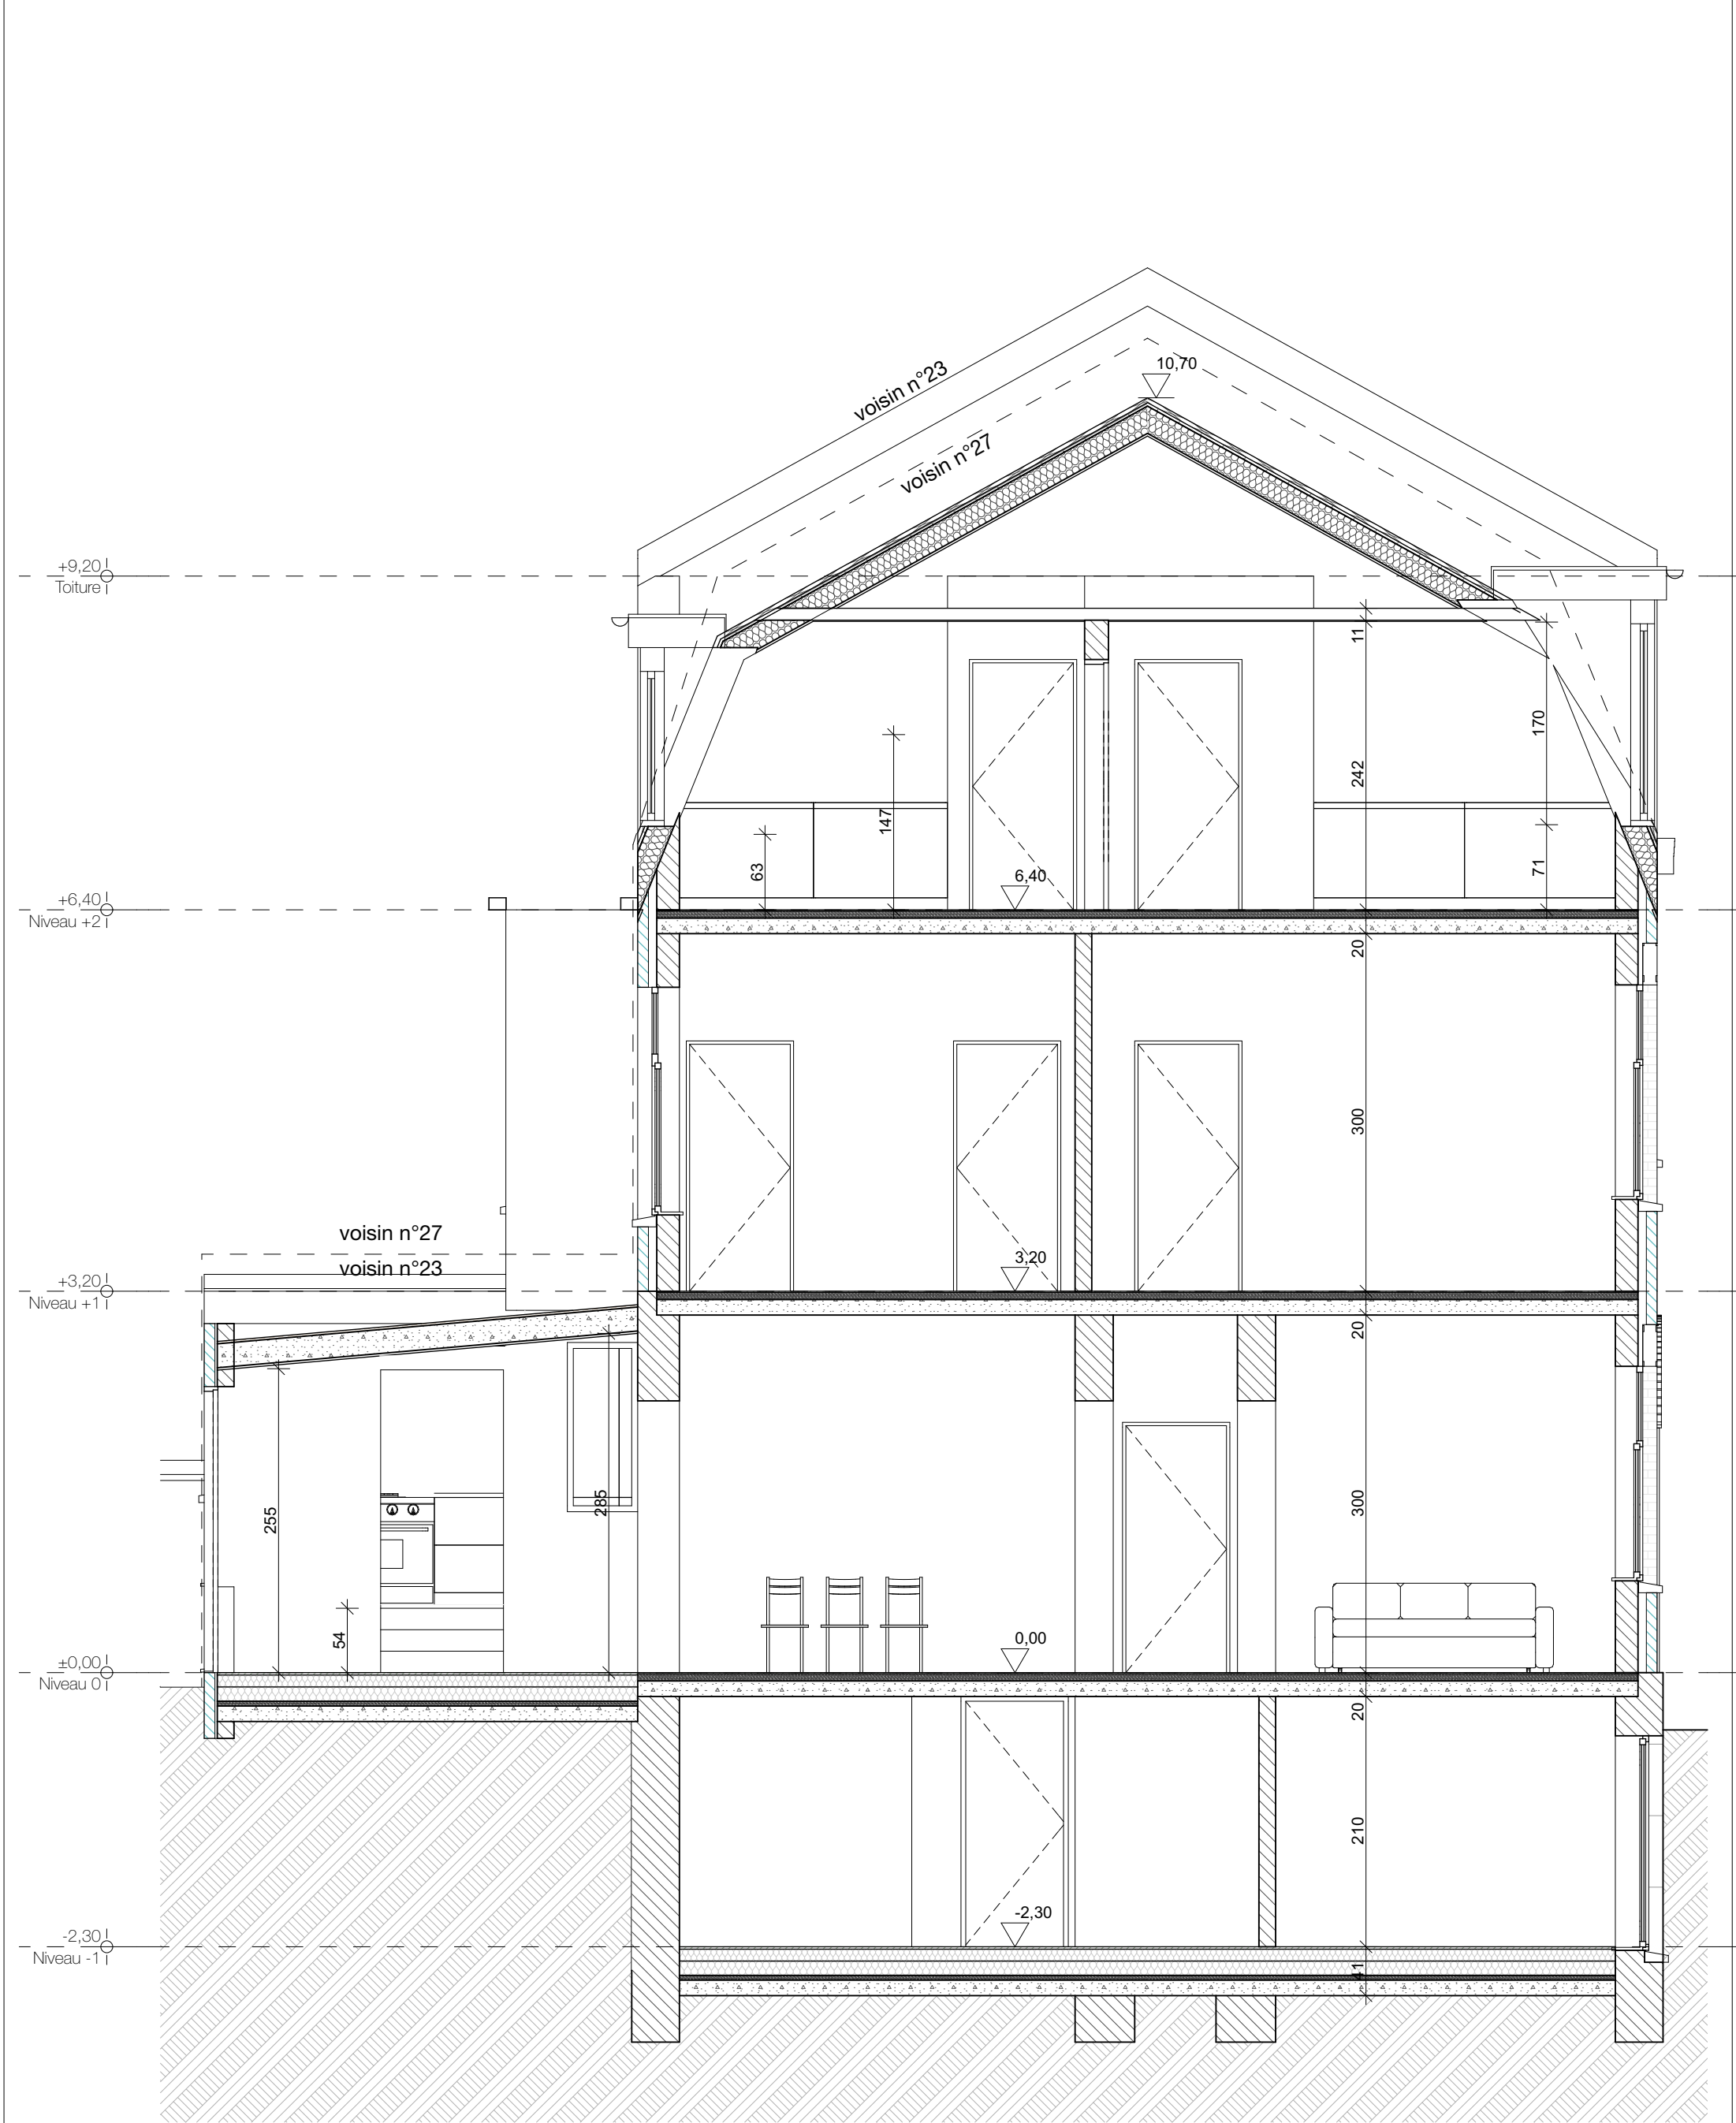 voisin n°23
10,70
voisin n°27
+9,20
Toiture
11
170
242
147
63
71
6,40
+6,40
Niveau +2
20
300
voisin n°27
voisin n°23
3,20
+3,20
Niveau +1
20
255
285
300
54
0,00
±0,00
Niveau 0
20
210
-2,30
-2,30
Niveau -1
41